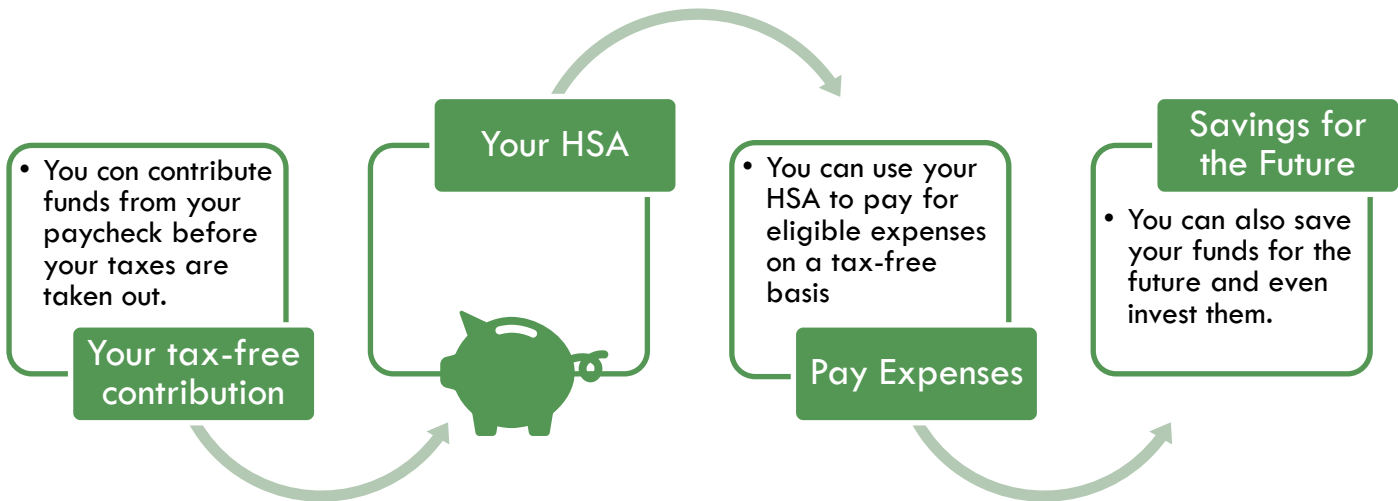 • You con contribute
funds from your
paycheck before
your taxes are
taken out.
Your tax-free
contribution
Your HSA
• You can use your
HSA to pay for
eligible expenses
on a tax-free
basis
Pay Expenses
Savings for
the Future
• You can also save
your funds for the
future and even
invest them.